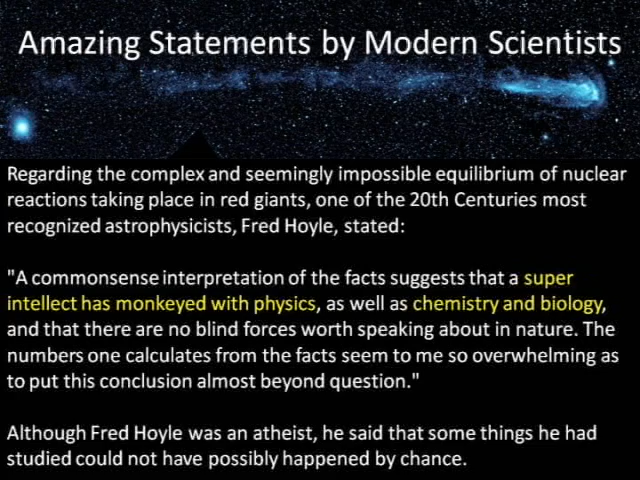 Amazing Statements by Modern Scientists
Regarding the complex and seemingly impossible equilibrium of nuclear
reactions taking place in red giants, one of the 20th Centuries most
recognized astrophysicists, Fred Hoyle, stated:
"A commonsense interpretation of the facts suggests that a super
intellect has monkeyed with physics, as well as chemistry and biology,
and that there are no blind forces worth speaking about in nature. The
numbers one calculates from the facts seem to me so overwhelming as
to put this conclusion almost beyond question."
Although Fred Hoyle was an atheist, he said that some things he had
studied could not have possibly happened by chance.